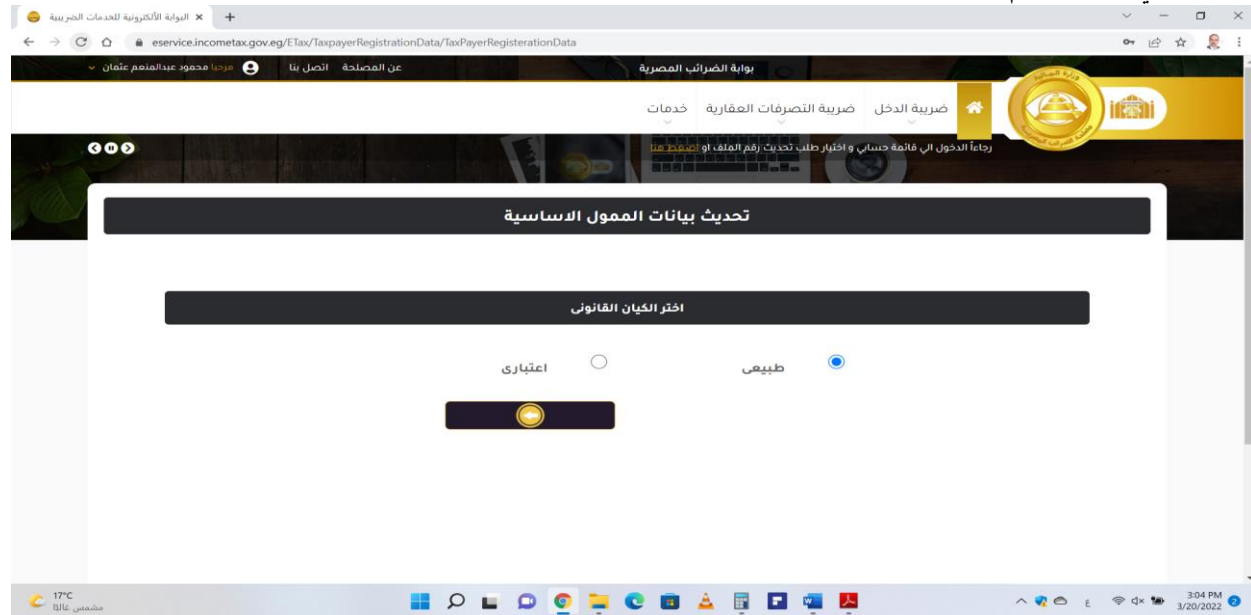 البوابة الألكترونية للخدمات الضريبية
eservice.incometax.gov.eg/ETax/TaxpayerRegistrationData/TaxPayerRegisterationData
بوابة الضرائب المصرية
عن المصلحة
اتصل بنا
مرحبا محمود عبدالمنعم عثمان
ضريبة الدخل
ضريبة التصرفات العقارية
خدمات
رجاءاً الدخول الي قائمة حسابي و اختيار طلب تحديث رقم الملف او اضغط هنا
تحديث بيانات الممول الاساسية
اختر الكيان القانونى
طبيعى
اعتبارى
17°C
مشمس غالبًا
ع
3:04 PM
3/20/2022
2